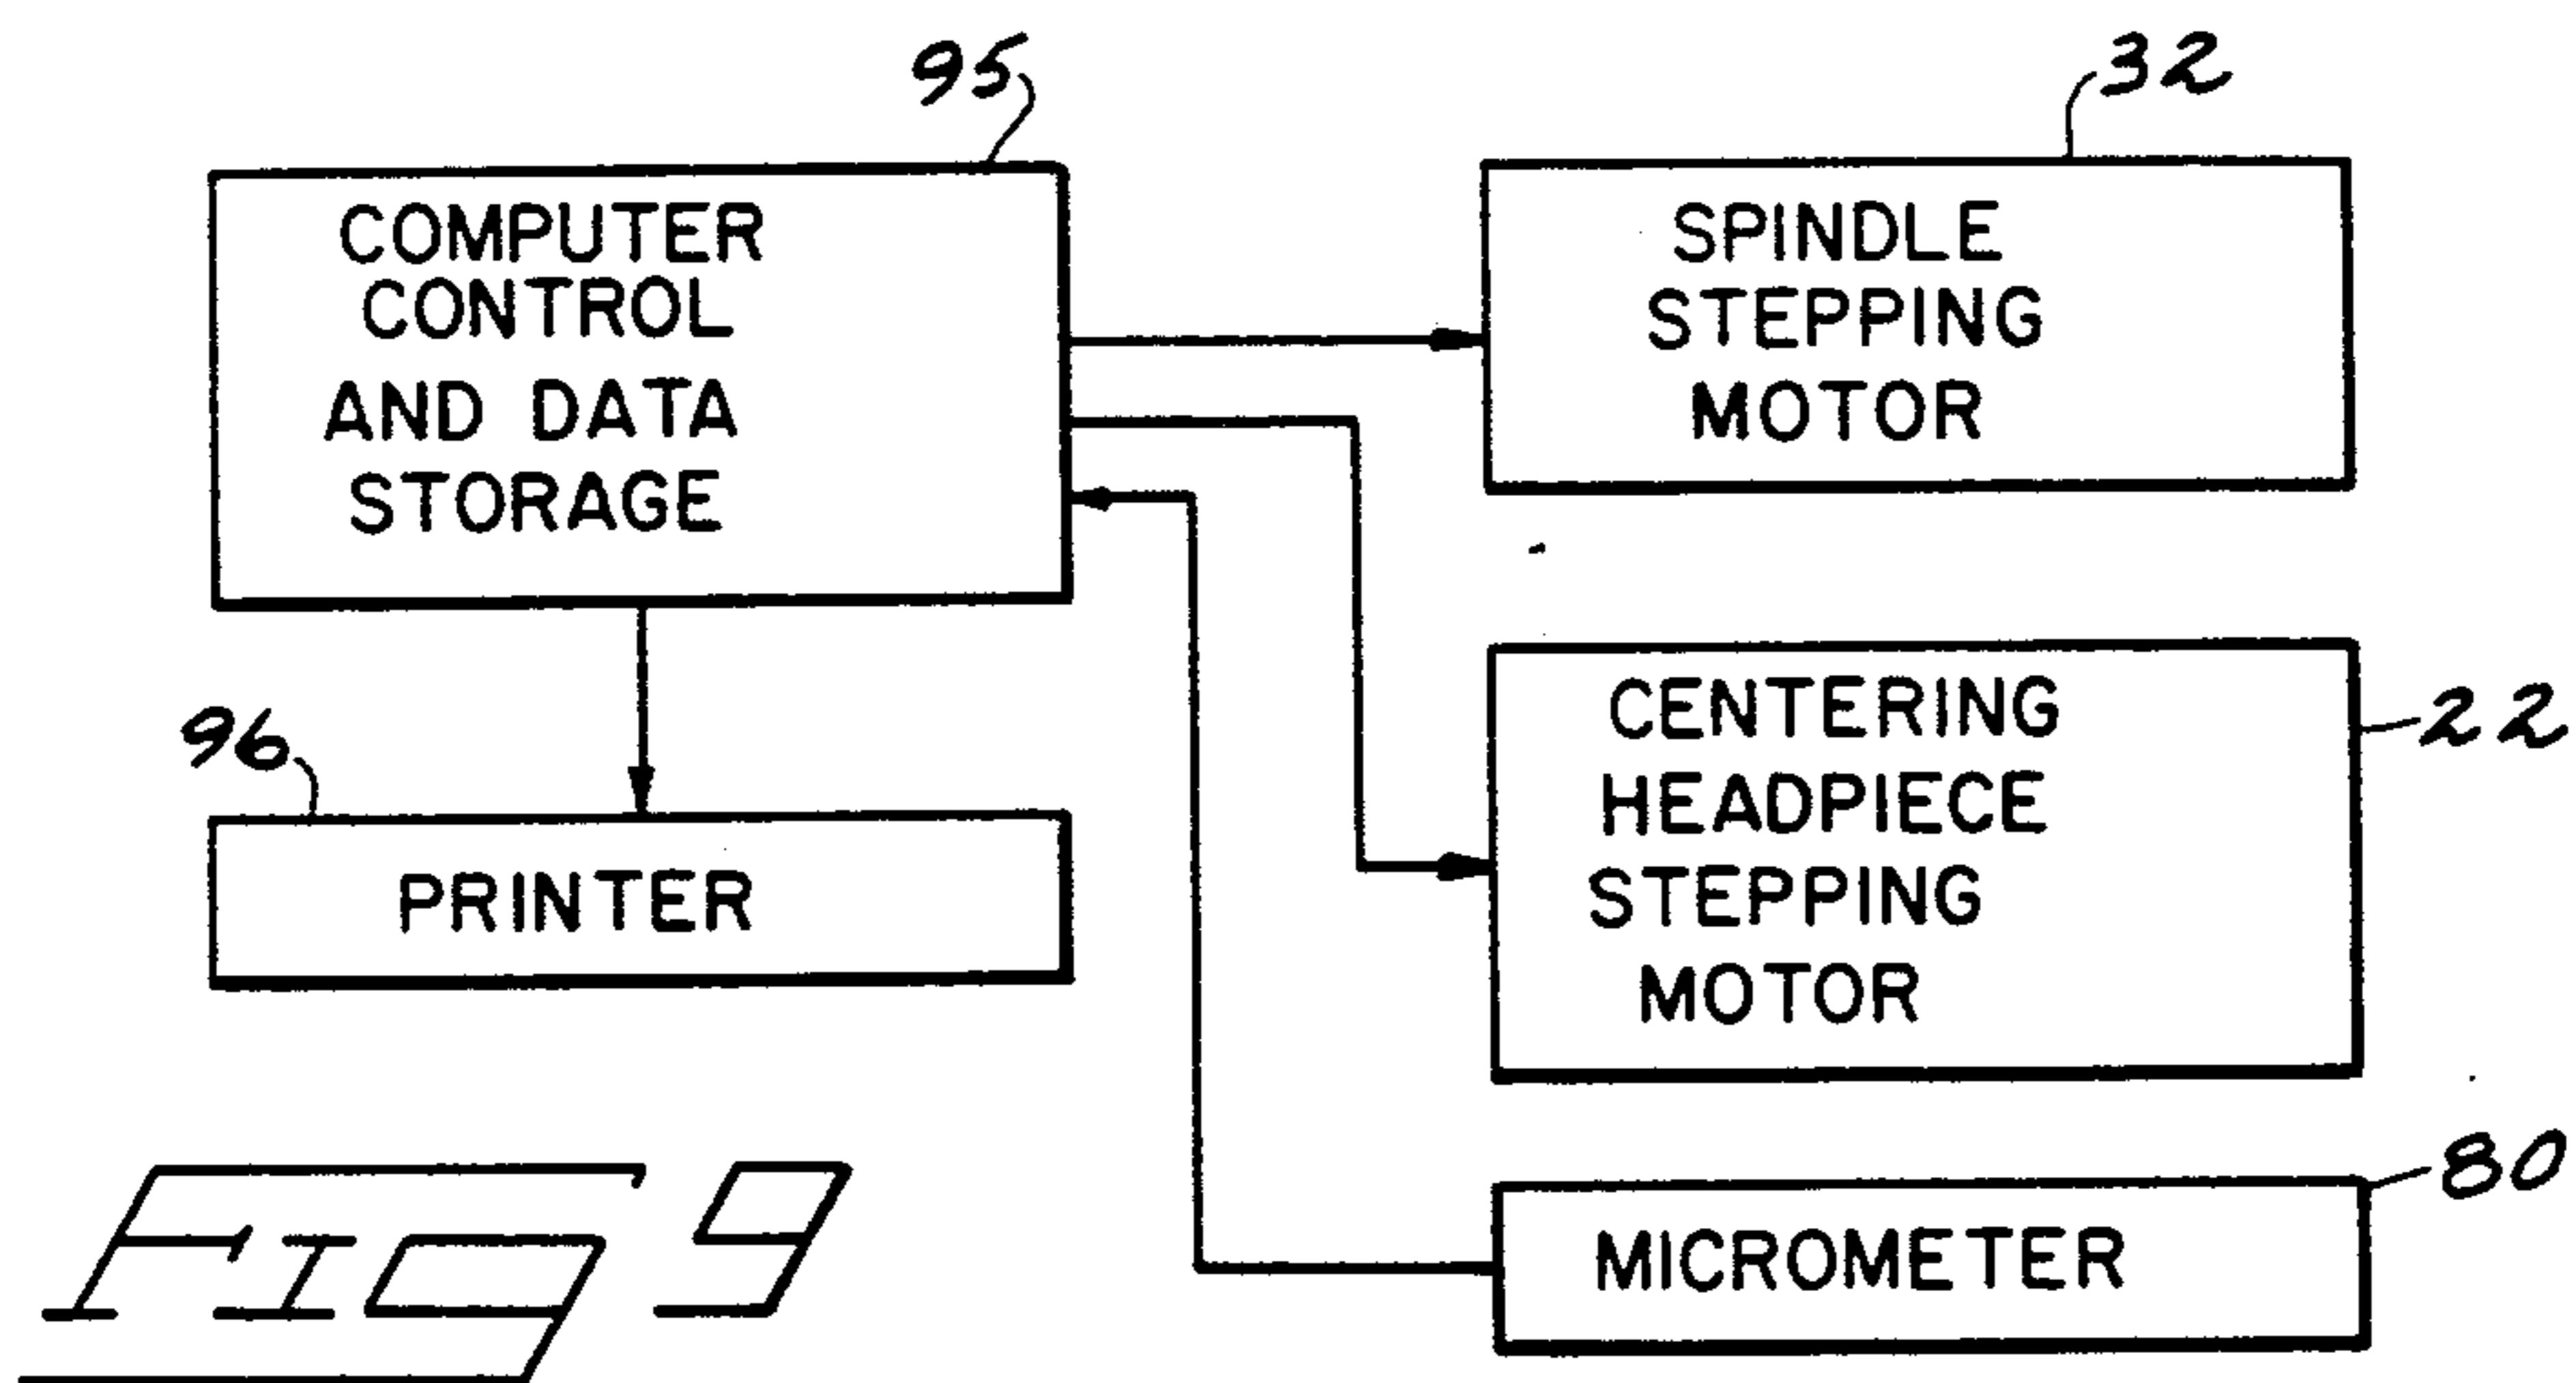 95
COMPUTER
CONTROL
AND DATA
STORAGE
32
SPINDLE
STEPPING
MOTOR
96
PRINTER
22
CENTERING
HEADPIECE
STEPPING
MOTOR
80
MICROMETER
FIG 9